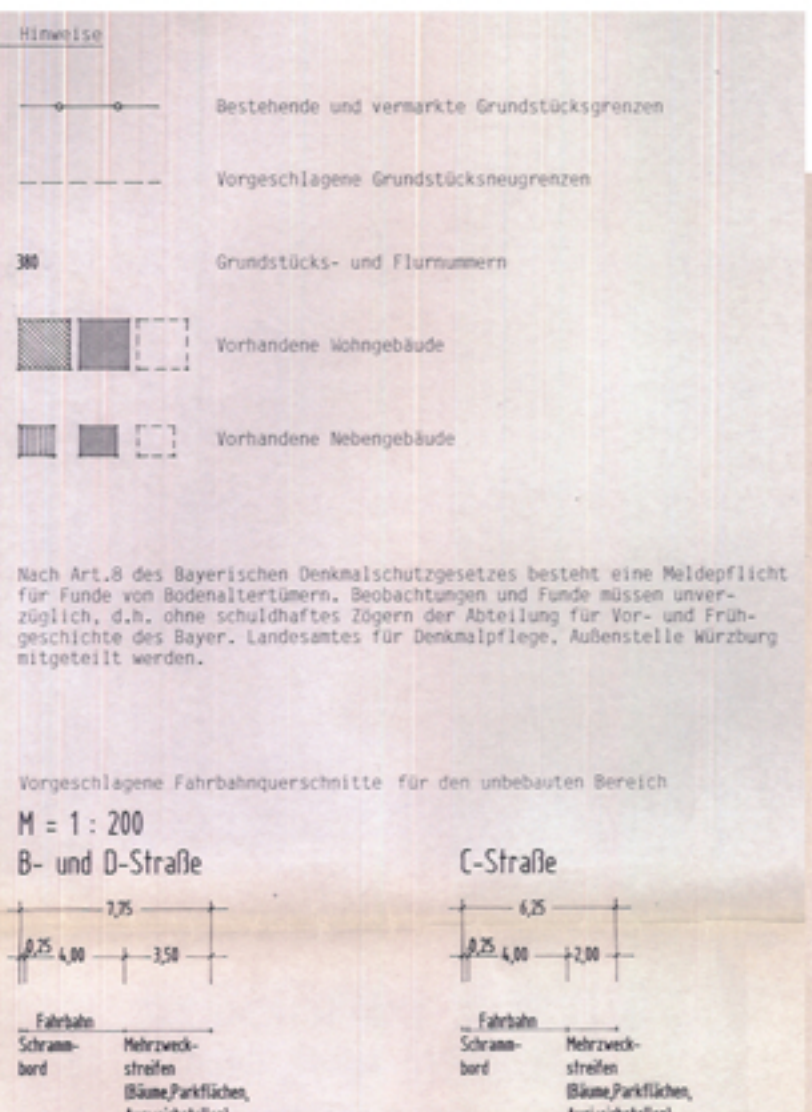 Hinweise
Bestehende und vermarkte Grundstücksgrenzen
Vorgeschlagene Grundstücksneugrenzen
380 Grundstücks- und Flurnummern
Vorhandene Wohngebäude
Vorhandene Nebengebäude
Nach Art.8 des Bayerischen Denkmalschutzgesetzes besteht eine Meldepflicht
für Funde von Bodenaltertümern. Beobachtungen und Funde müssen unver-
züglich, d.h. ohne schuldhaftes Zögern der Abteilung für Vor- und Früh-
geschichte des Bayer. Landesamtes für Denkmalpflege, Außenstelle Würzburg
mitgeteilt werden.
Vorgeschlagene Fahrbahnquerschnitte für den unbebauten Bereich
M = 1 : 200
B- und D-Straße
7,75
0,25 4,00 3,50
Fahrbahn
Schramm- Mehrzweck-
bord streifen
(Bäume,Parkflächen,
C-Straße
6,25
0,25 4,00 2,00
Fahrbahn
Schramm- Mehrzweck-
bord streifen
(Bäume,Parkflächen,